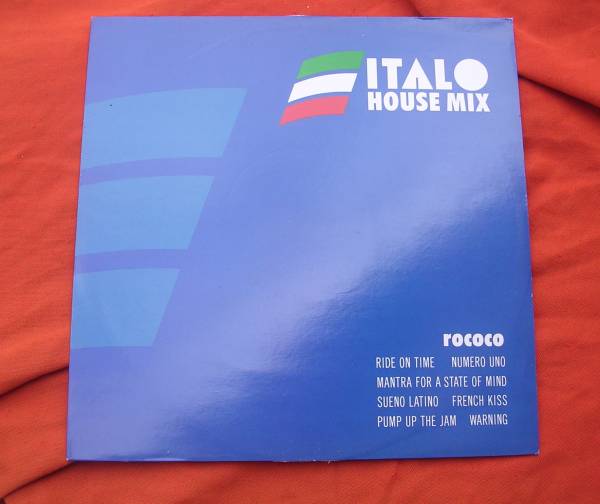 ITALO
HOUSE MIX
rococo
RIDE ON TIME NUMERO UNO
MANTRA FOR A STATE OF MIND
SUENO LATINO FRENCH KISS
PUMP UP THE JAM WARNING